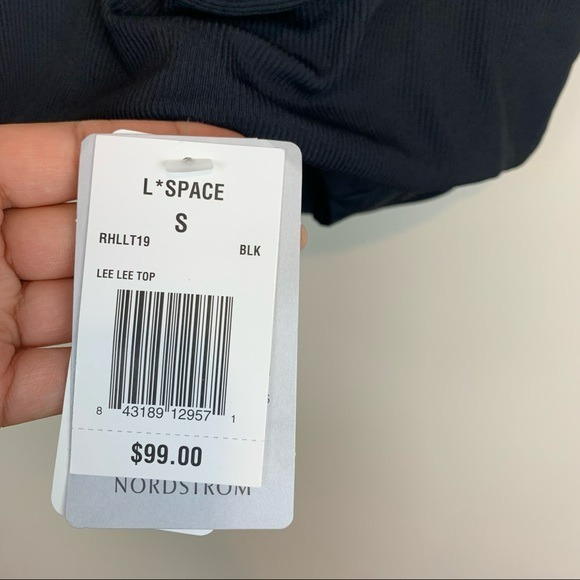 L*SPACE
S
RHLLT19 BLK
LEE LEE TOP
8 43189 12957 1
$99.00
NORDSTROM